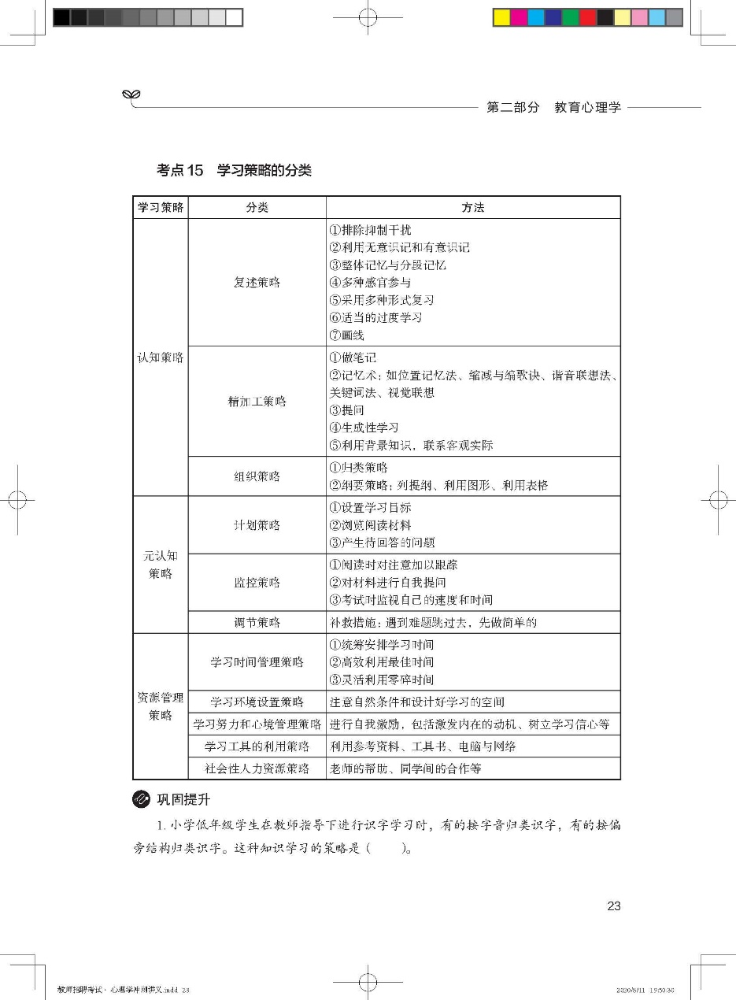 第二部分 教育心理学
考点 15 学习策略的分类
学习策略 分类 方法
认知策略
复述策略
①排除抑制干扰
②利用无意识记和有意识记
③整体记忆与分段记忆
④多种感官参与
⑤采用多种形式复习
⑥适当的过度学习
⑦画线
精加工策略
①做笔记
②记忆术：如位置记忆法、缩减与编歌诀、谐音联想法、
关键词法、视觉联想
③提问
④生成性学习
⑤利用背景知识，联系客观实际
组织策略
①归类策略
②纲要策略：列提纲、利用图形、利用表格
元认知
策略
计划策略
①设置学习目标
②浏览阅读材料
③产生待回答的问题
监控策略
①阅读时对注意加以跟踪
②对材料进行自我提问
③考试时监视自己的速度和时间
调节策略 补救措施：遇到难题跳过去，先做简单的
资源管理
策略
学习时间管理策略
①统筹安排学习时间
②高效利用最佳时间
③灵活利用零碎时间
学习环境设置策略 注意自然条件和设计好学习的空间
学习努力和心境管理策略 进行自我激励，包括激发内在的动机、树立学习信心等
学习工具的利用策略 利用参考资料、工具书、电脑与网络
社会性人力资源策略 老师的帮助、同学间的合作等
巩固提升
1. 小学低年级学生在教师指导下进行识字学习时，有的按字音归类识字，有的按偏
旁结构归类识字。这种知识学习的策略是（ ）。
23
教师招聘考试·心理学冲刺讲义.indd 23 2020/8/11 19:50:30